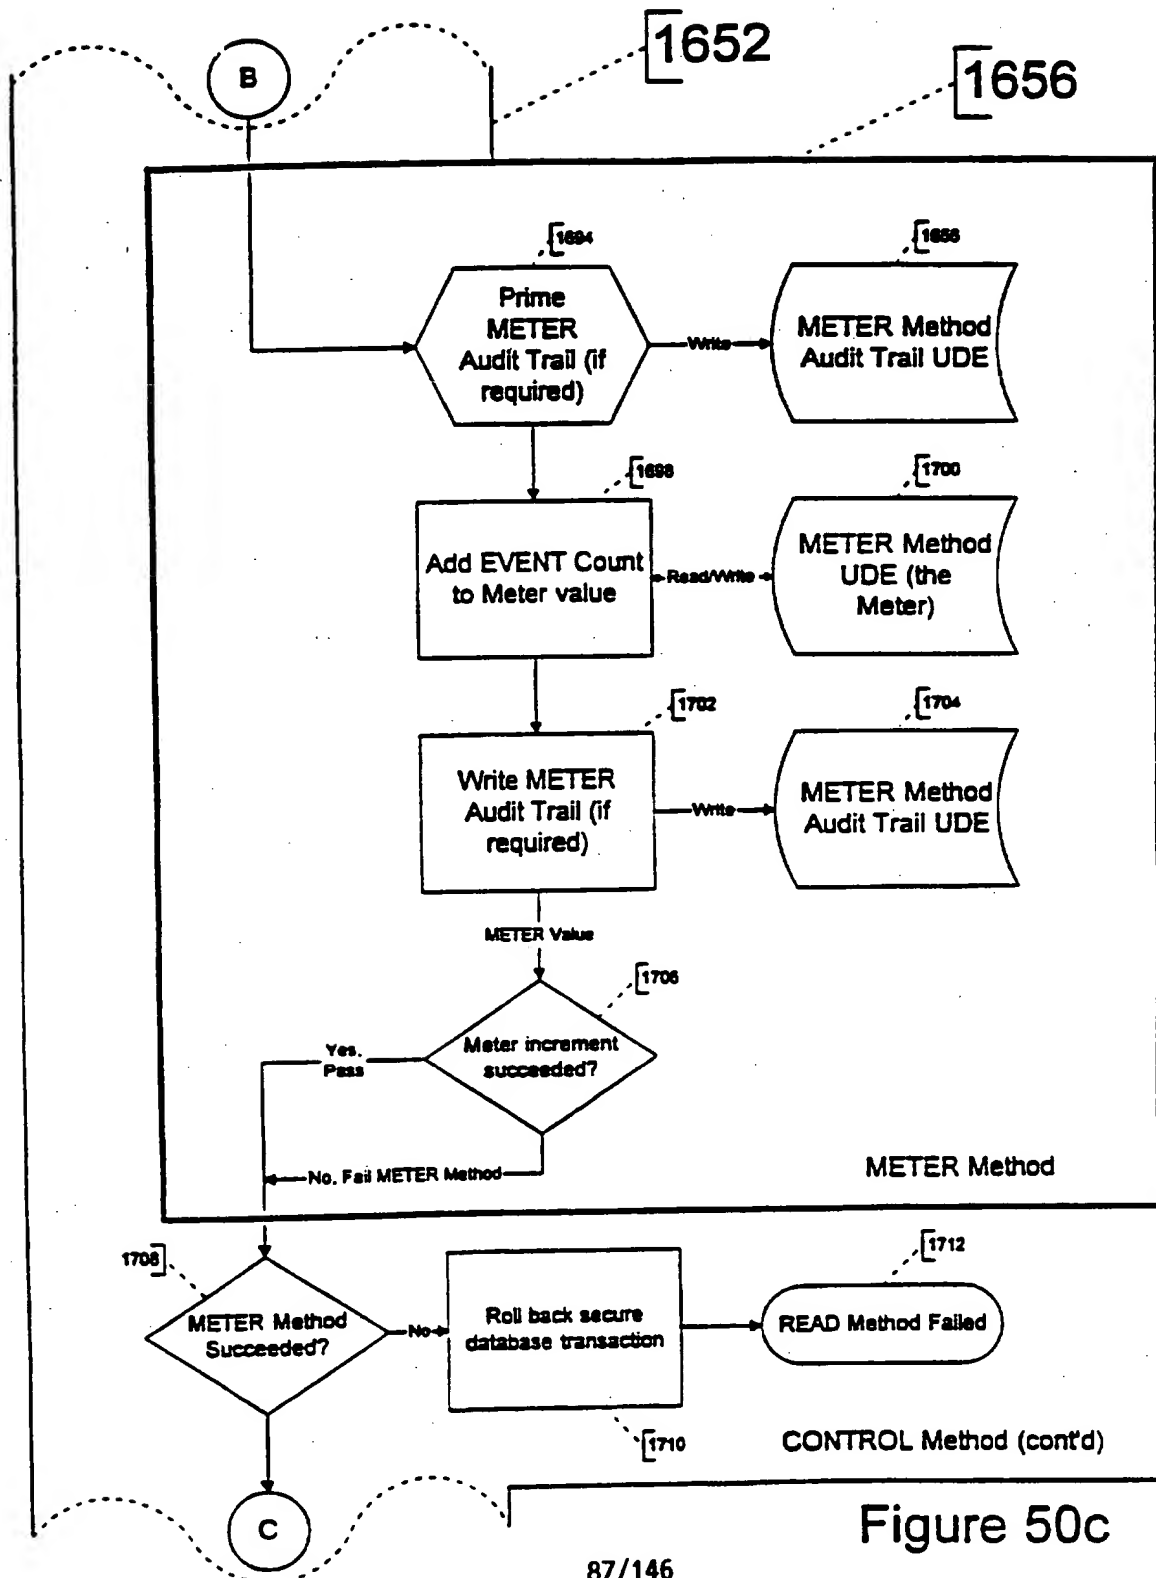 1652
1656
B
1694
Prime
METER
Audit Trail (if
required)
Write
1656
METER Method
Audit Trail UDE
1698
Add EVENT Count
to Meter value
Read/Write
1700
METER Method
UDE (the
Meter)
1702
Write METER
Audit Trail (if
required)
Write
1704
METER Method
Audit Trail UDE
METER Value
1706
Meter increment
succeeded?
Yes,
Pass
No, Fail METER Method
METER Method
1708
METER Method
Succeeded?
No
Roll back secure
database transaction
1710
1712
READ Method Failed
CONTROL Method (cont'd)
C
Figure 50c
87/146